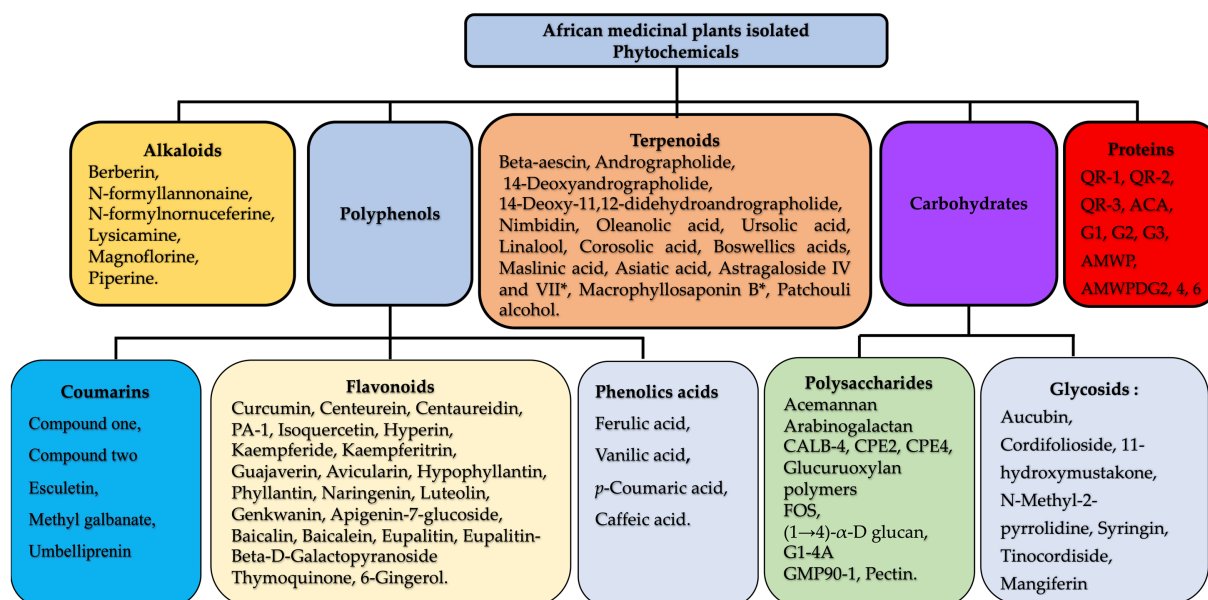 African medicinal plants isolated
Phytochemicals
Alkaloids
Berberin,
N-formyllannonaine,
N-formylnornuceferine,
Lysicamine,
Magnoflorine,
Piperine.
Polyphenols
Terpenoids
Beta-aescin, Andrographolide,
14-Deoxyandrographolide,
14-Deoxy-11,12-didehydroandrographolide,
Nimbidin, Oleanolic acid, Ursolic acid,
Linalool, Corosolic acid, Boswellics acids,
Maslinic acid, Asiatic acid, Astragaloside IV
and VII*, Macrophyllosaponin B*, Patchouli
alcohol.
Carbohydrates
Proteins
QR-1, QR-2,
QR-3, ACA,
G1, G2, G3,
AMWP,
AMWPDG2, 4, 6
Coumarins
Compound one,
Compound two
Esculetin,
Methyl galbanate,
Umbelliprenin
Flavonoids
Curcumin, Centeurein, Centaureidin,
PA-1, Isoquercetin, Hyperin,
Kaempferide, Kaempferitrin,
Guajaverin, Avicularin, Hypophyllantin,
Phyllantin, Naringenin, Luteolin,
Genkwanin, Apigenin-7-glucoside,
Baicalin, Baicalein, Eupalitin, Eupalitin-
Beta-D-Galactopyranoside
Thymoquinone, 6-Gingerol.
Phenolics acids
Ferulic acid,
Vanilic acid,
p-Coumaric acid,
Caffeic acid.
Polysaccharides
Acemannan
Arabinogalactan
CALB-4, CPE2, CPE4,
Glucuruoxylan
polymers
FOS,
(1→4)-α-D glucan,
G1-4A
GMP90-1, Pectin.
Glycosids :
Aucubin,
Cordifolioside, 11-
hydroxymustakone,
N-Methyl-2-
pyrrolidine, Syringin,
Tinocordiside,
Mangiferin